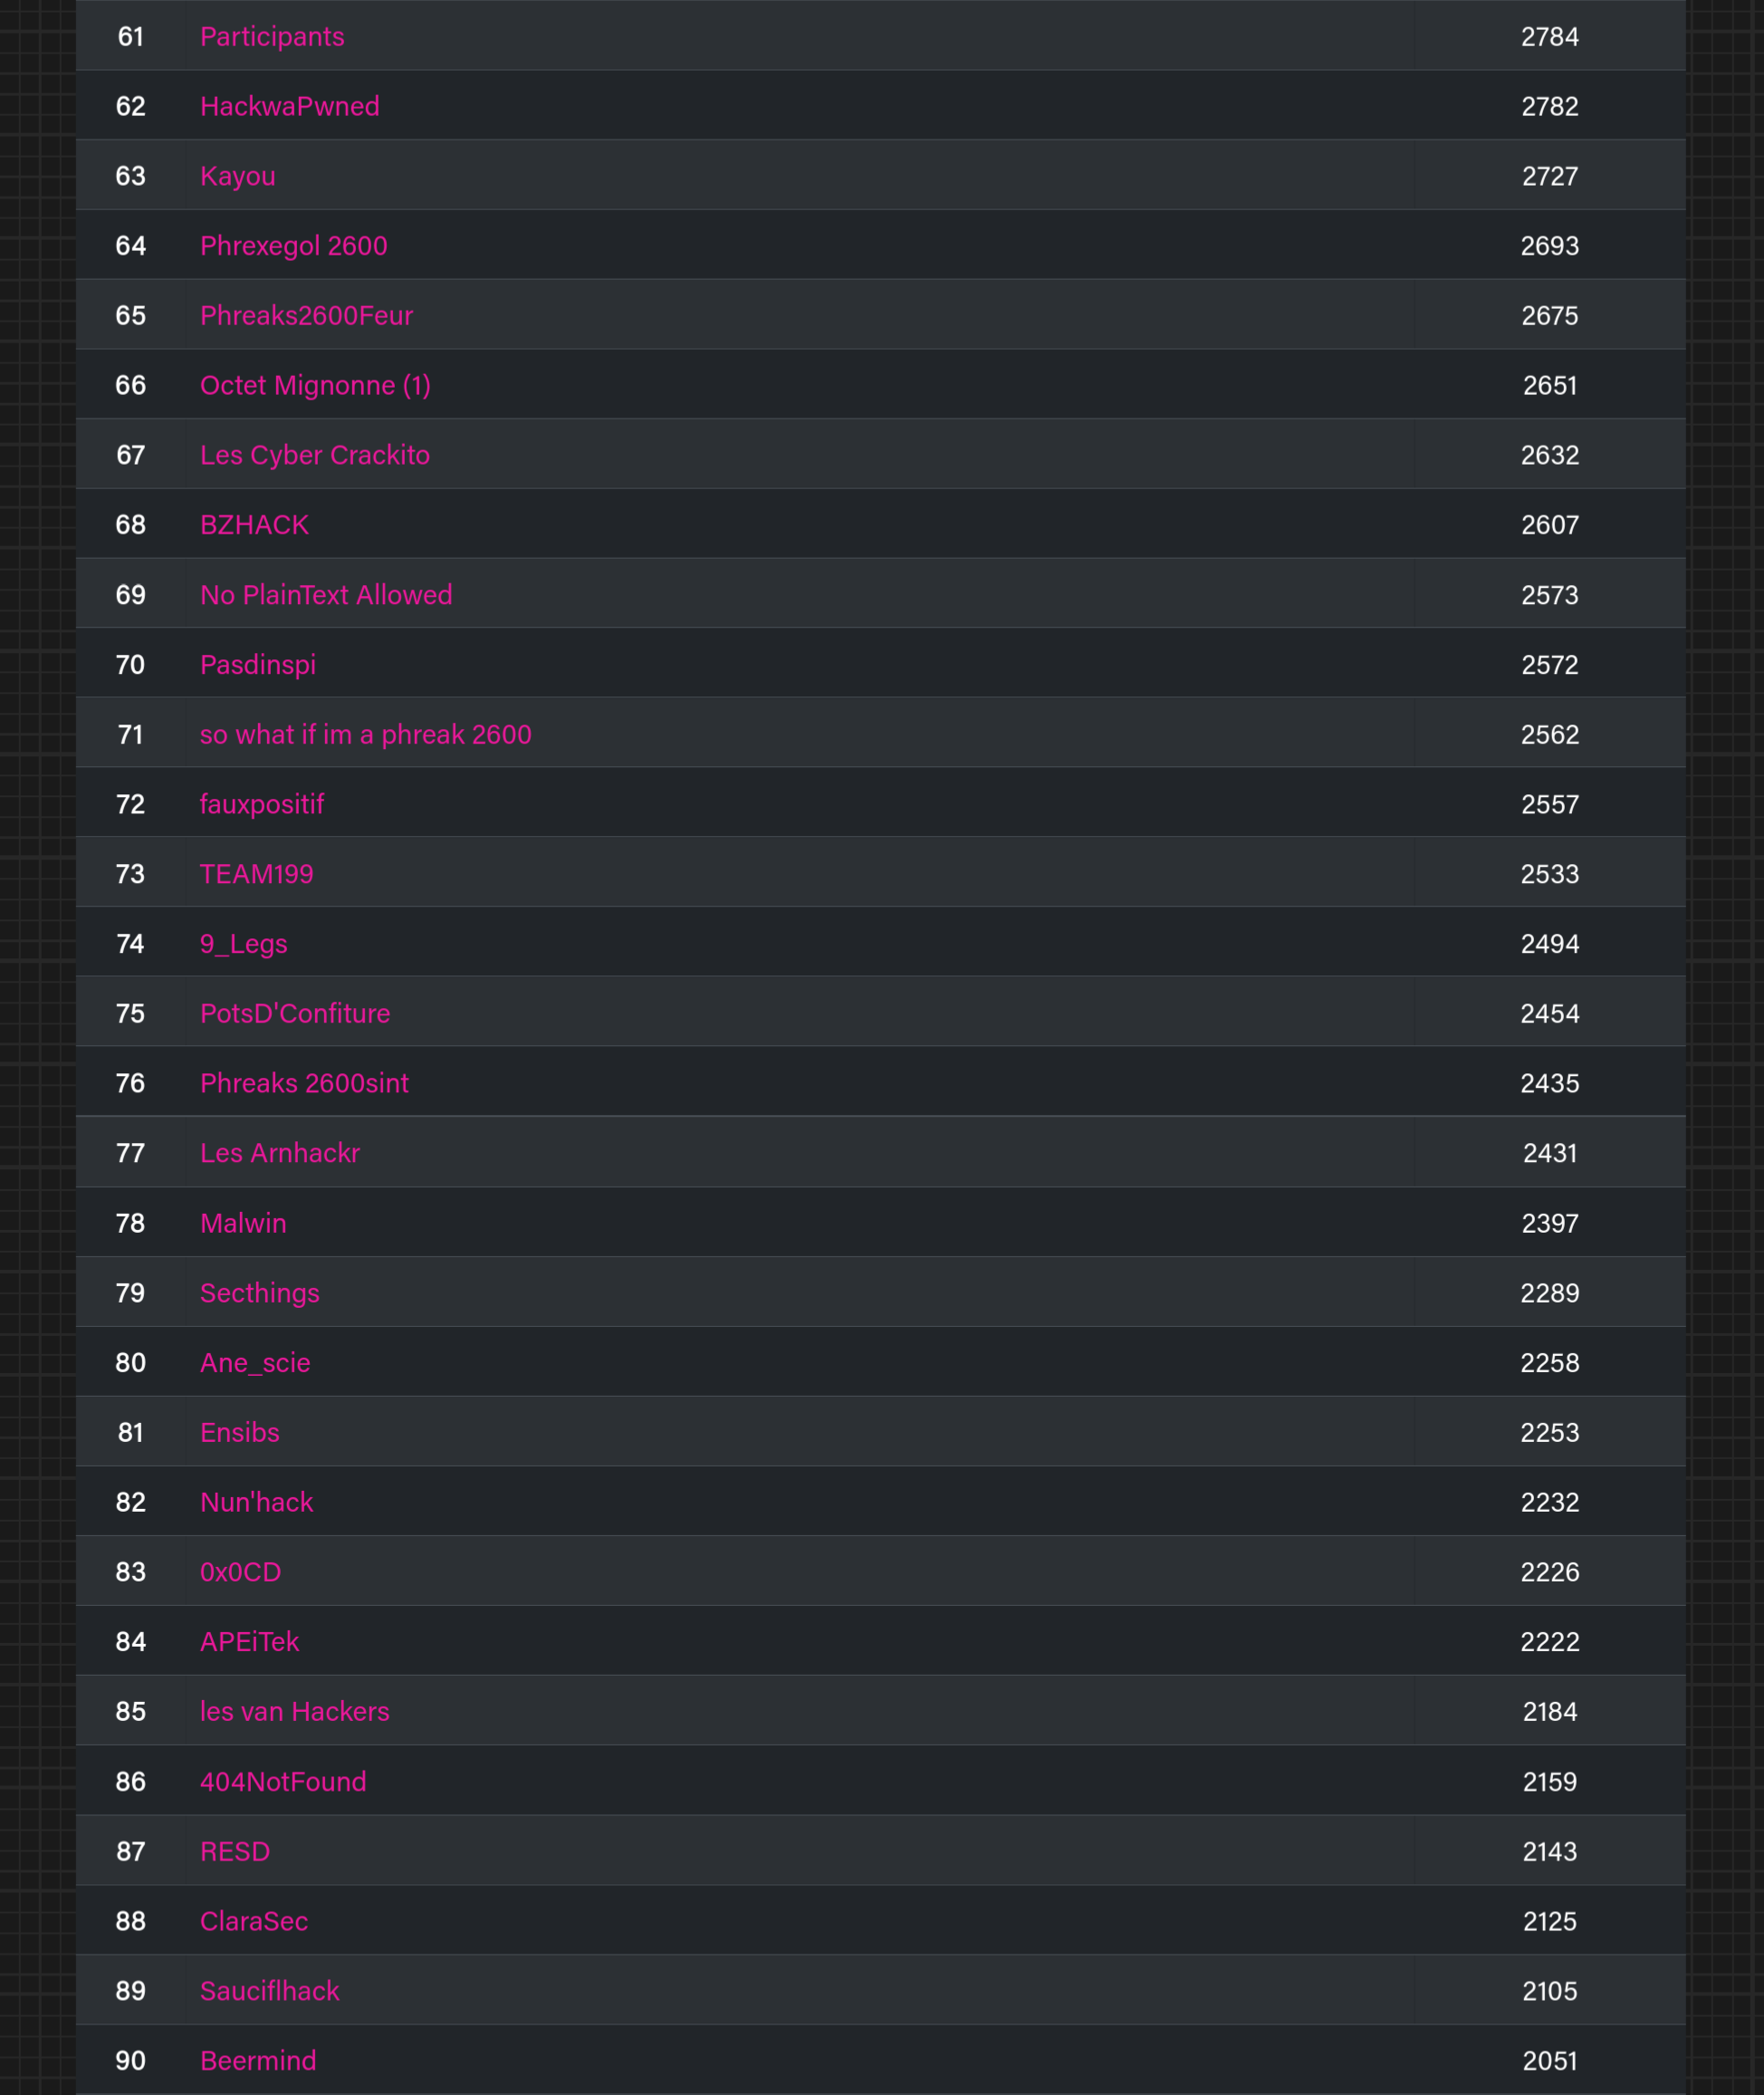 61 Participants 2784
62 HackwaPwned 2782
63 Kayou 2727
64 Phrexegol 2600 2693
65 Phreaks2600Feur 2675
66 Octet Mignonne (1) 2651
67 Les Cyber Crackito 2632
68 BZHACK 2607
69 No PlainText Allowed 2573
70 Pasdinspi 2572
71 so what if im a phreak 2600 2562
72 fauxpositif 2557
73 TEAM199 2533
74 9_Legs 2494
75 PotsD'Confiture 2454
76 Phreaks 2600sint 2435
77 Les Arnhackr 2431
78 Malwin 2397
79 Secthings 2289
80 Ane_scie 2258
81 Ensibs 2253
82 Nun'hack 2232
83 0x0CD 2226
84 APEiTek 2222
85 les van Hackers 2184
86 404NotFound 2159
87 RESD 2143
88 ClaraSec 2125
89 Sauciflhack 2105
90 Beermind 2051